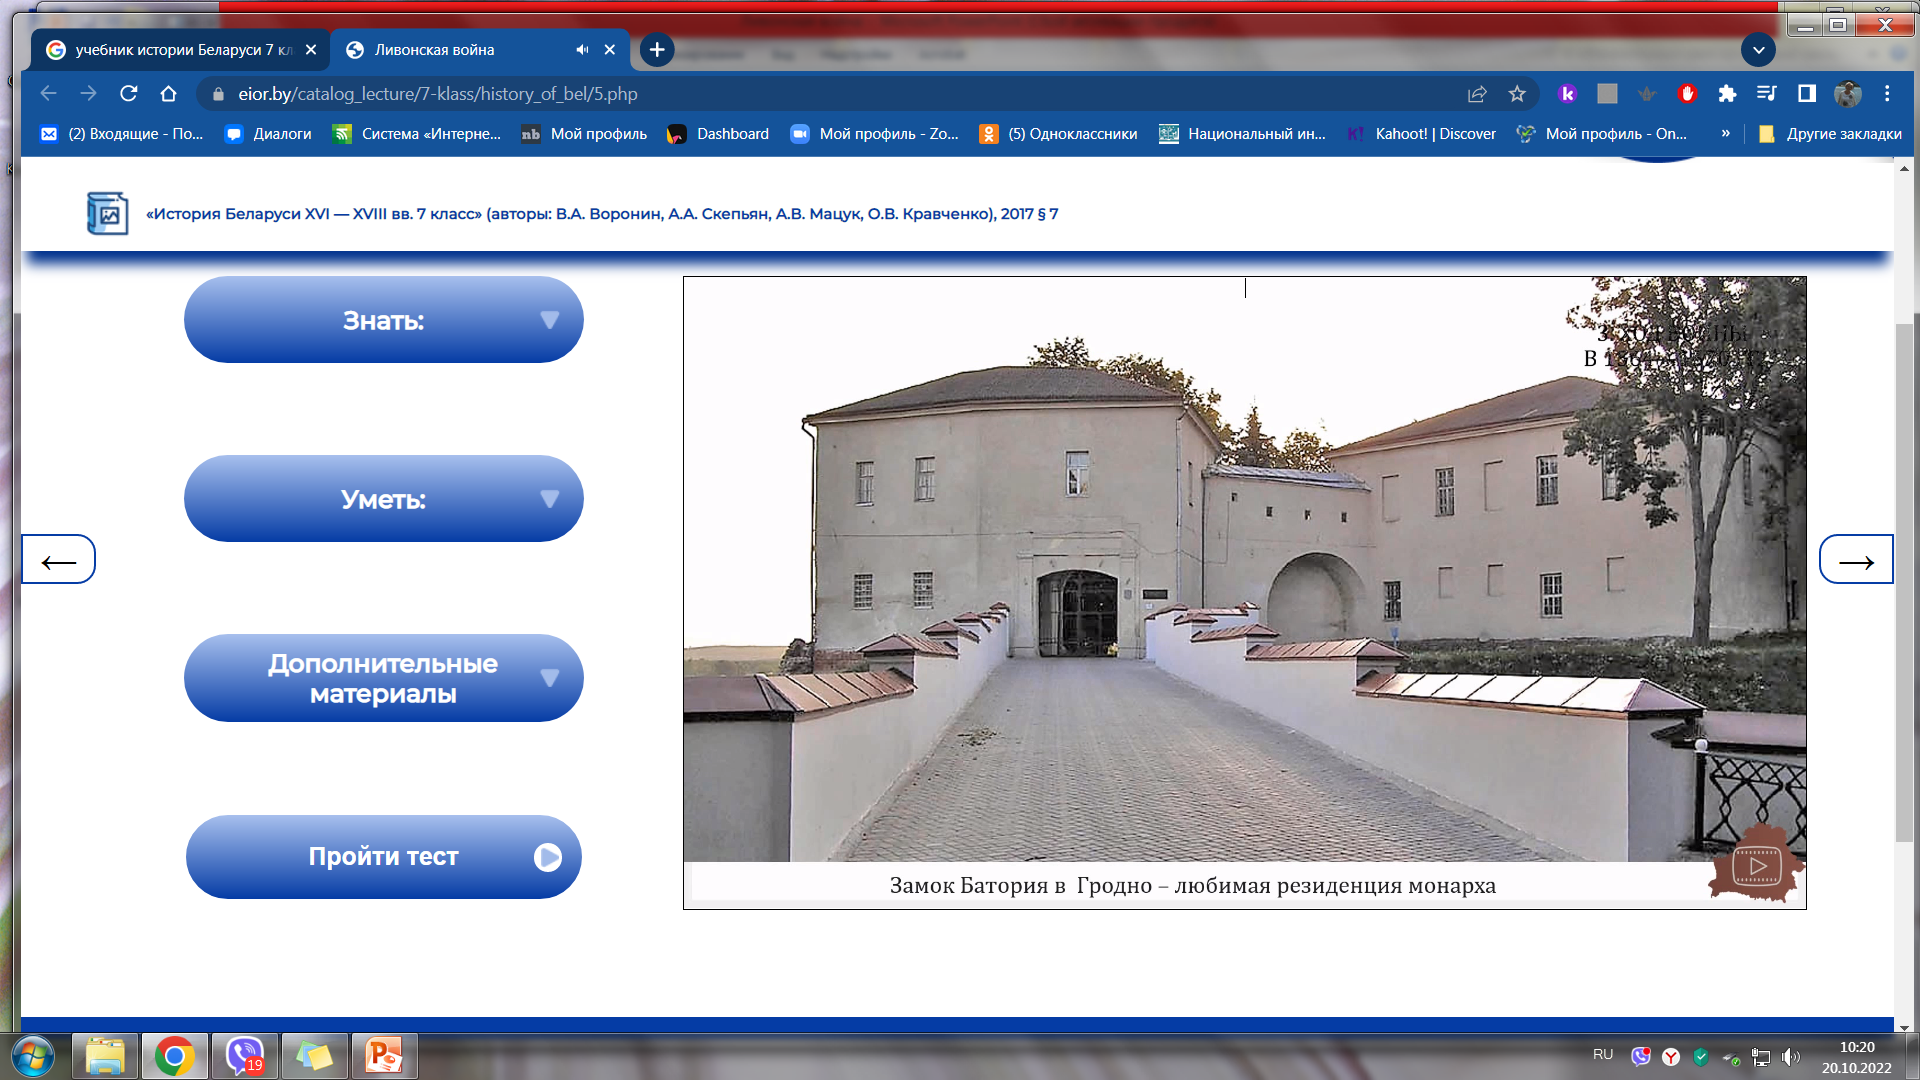 учебник истории Беларуси 7 кл
Ливонская война
eior.by/catalog_lecture/7-klass/history_of_bel/5.php
(2) Входящие - По...
Диалоги
Система «Интерне...
nb Мой профиль
Dashboard
Мой профиль - Zo...
(5) Одноклассники
Национальный ин...
Kahoot! | Discover
Мой профиль - On...
»
Другие закладки
«История Беларуси XVI — XVIII вв. 7 класс» (авторы: В.А. Воронин, А.А. Скепьян, А.В. Мацук, О.В. Кравченко), 2017 § 7
Знать:
Уметь:
Дополнительные
материалы
Пройти тест
Замок Батория в Гродно – любимая резиденция монарха
19
RU
10:20
20.10.2022